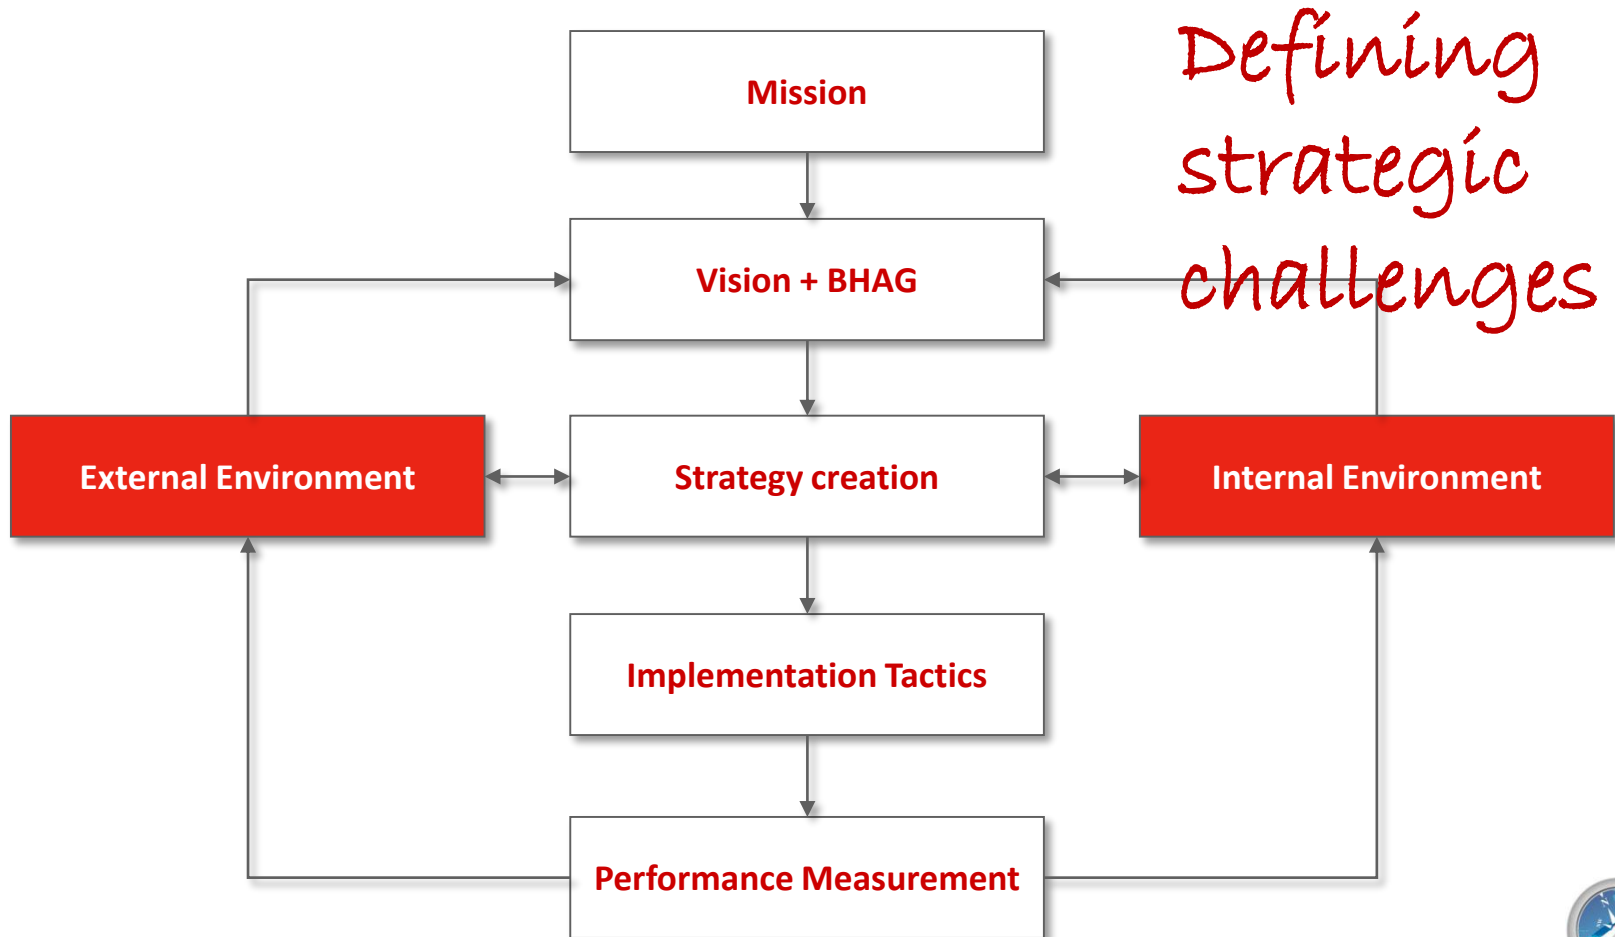 Defining
strategic
challenges
Mission
Vision + BHAG
External Environment
Strategy creation
Internal Environment
Implementation Tactics
Performance Measurement
N